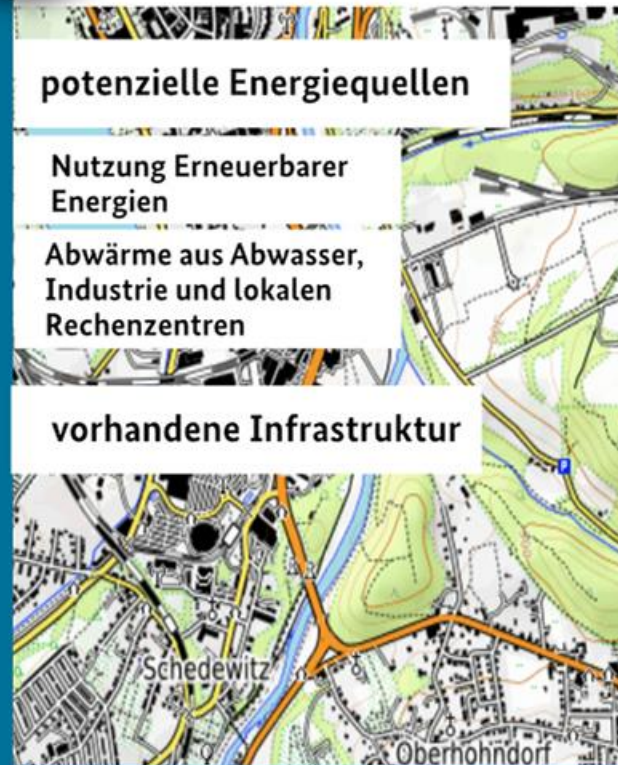 potenzielle Energiequellen
Nutzung Erneuerbarer
Energien
Abwärme aus Abwasser,
Industrie und lokalen
Rechenzentren
vorhandene Infrastruktur
P
Schedewitz
Oberhohndorf